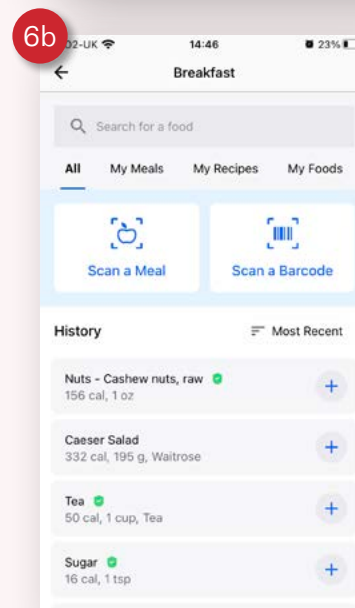 6b
02-UK 14:46 23%
Breakfast
Search for a food
All My Meals My Recipes My Foods
Scan a Meal Scan a Barcode
History Most Recent
Nuts - Cashew nuts, raw
156 cal, 1 oz
Caeser Salad
332 cal, 195 g, Waitrose
Tea
50 cal, 1 cup, Tea
Sugar
16 cal, 1 tsp